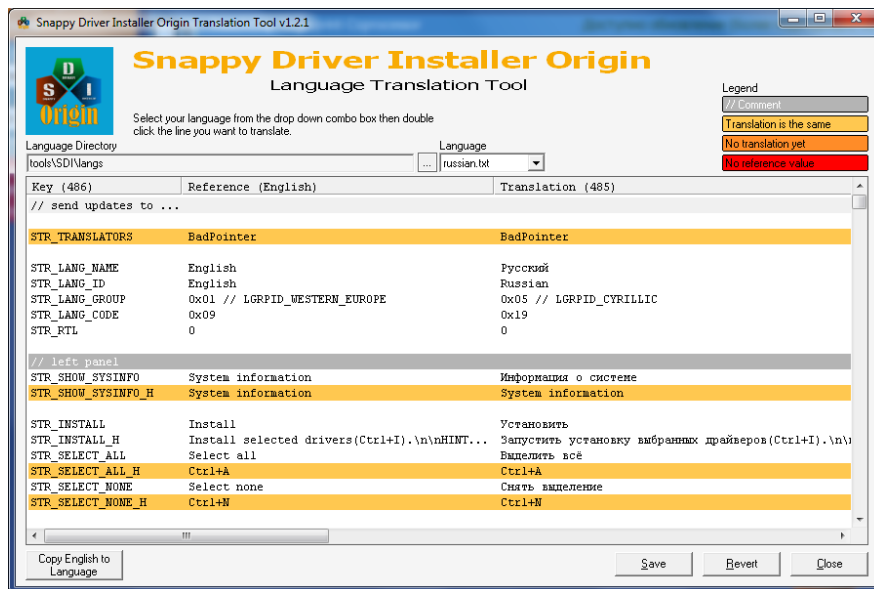 Snappy Driver Installer Origin Translation Tool v1.2.1
D
S I
Origin
Snappy Driver Installer Origin
Language Translation Tool
Select your language from the drop down combo box then double
click the line you want to translate.
Legend
// Comment
Translation is the same
No translation yet
No reference value
Language Directory
Language
tools\SDI\langs
...
russian.txt
Key (486) Reference (English) Translation (485)
// send updates to ...
STR_TRANSLATORS BadPointer BadPointer
STR_LANG_NAME English Русский
STR_LANG_ID English Russian
STR_LANG_GROUP 0x01 // LGRPID_WESTERN_EUROPE 0x05 // LGRPID_CYRILLIC
STR_LANG_CODE 0x09 0x19
STR_RTL 0 0
// left panel
STR_SHOW_SYSINFO System information Информация о системе
STR_SHOW_SYSINFO_H System information System information
STR_INSTALL Install Установить
STR_INSTALL_H Install selected drivers(Ctrl+I).\n\nHINT... Запустить установку выбранных драйверов(Ctrl+I).\n\
STR_SELECT_ALL Select all Выделить всё
STR_SELECT_ALL_H Ctrl+A Ctrl+A
STR_SELECT_NONE Select none Снять выделение
STR_SELECT_NONE_H Ctrl+N Ctrl+N
Copy English to
Language
Save
Revert
Close